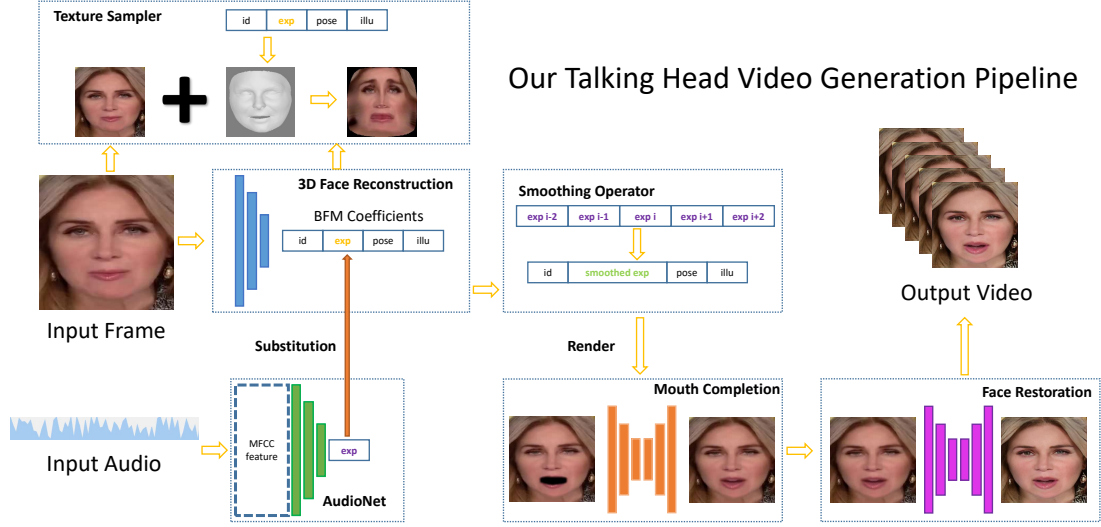 Texture Sampler
id exp pose illu
Our Talking Head Video Generation Pipeline
3D Face Reconstruction
BFM Coefficients
id exp pose illu
Smoothing Operator
exp i-2 exp i-1 exp i exp i+1 exp i+2
id smoothed exp pose illu
Input Frame
Output Video
Substitution
Render
Input Audio
MFCC
feature
exp
AudioNet
Mouth Completion
Face Restoration